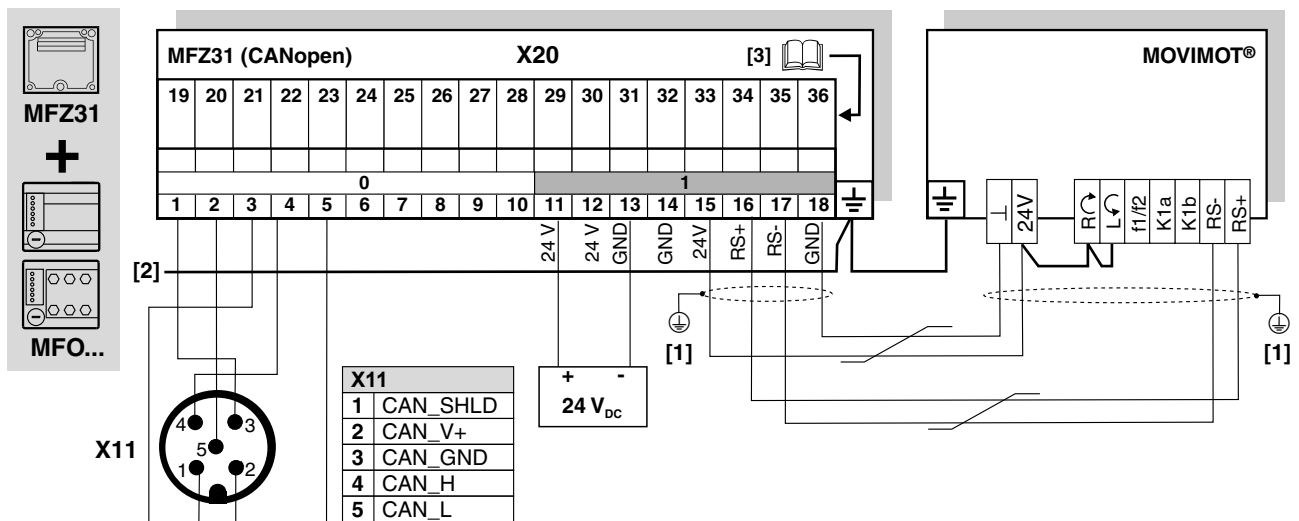 MFZ31
+
MFO...
MFZ31 (CANopen) X20 [3]
19 20 21 22 23 24 25 26 27 28 29 30 31 32 33 34 35 36
0 1
1 2 3 4 5 6 7 8 9 10 11 12 13 14 15 16 17 18
24 V 24 V GND GND 24V RS+ RS- GND
MOVIMOT®
⊥ 24V R L f1/f2 K1a K1b RS- RS+
[2]
[1] [1]
+ -
24 VDC
X11
4 3
5
1 2
X11
1 CAN_SHLD
2 CAN_V+
3 CAN_GND
4 CAN_H
5 CAN_L